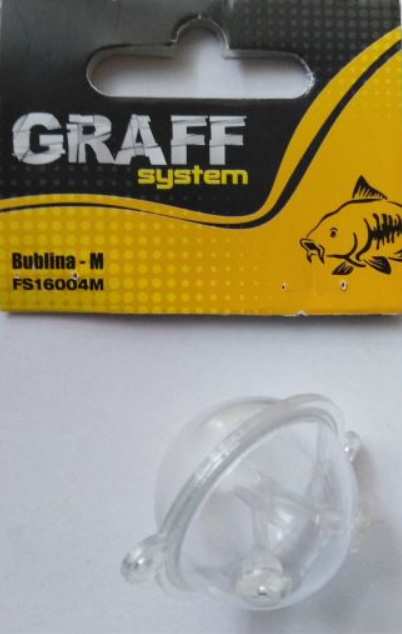 GRAFF
system
Bublina - M
FS16004M